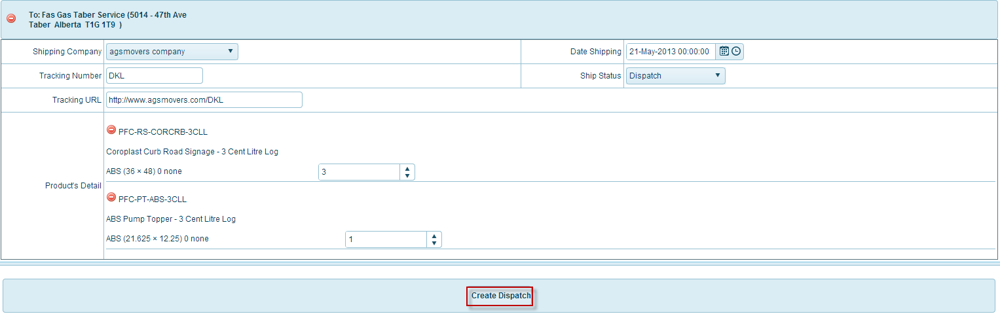 To: Fas Gas Taber Service (5014 - 47th Ave
Taber Alberta T1G 1T9 )
Shipping Company agsmovers company Date Shipping 21-May-2013 00:00:00
Tracking Number DKL Ship Status Dispatch
Tracking URL http://www.agsmovers.com/DKL
PFC-RS-CORCRB-3CLL
Coroplast Curb Road Signage - 3 Cent Litre Log
ABS (36 × 48) 0 none 3
Product's Detail
PFC-PT-ABS-3CLL
ABS Pump Topper - 3 Cent Litre Log
ABS (21.625 × 12.25) 0 none 1
Create Dispatch